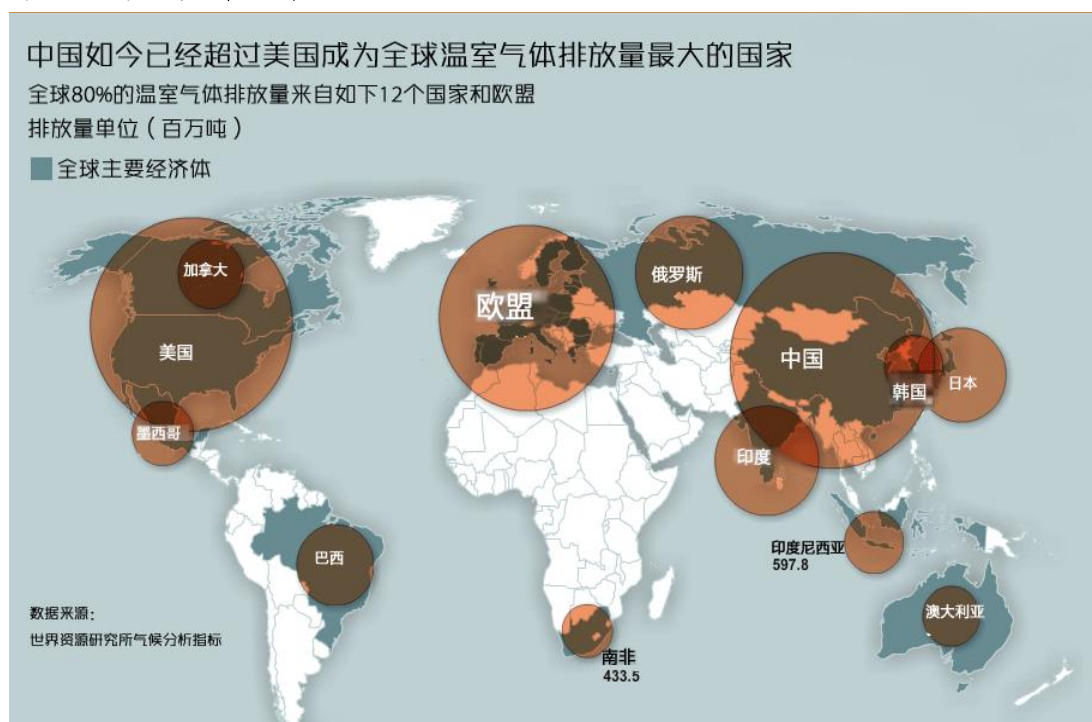 中国如今已经超过美国成为全球温室气体排放量最大的国家
全球80%的温室气体排放量来自如下12个国家和欧盟
排放量单位（百万吨）
全球主要经济体
加拿大
美国
墨西哥
巴西
欧盟
俄罗斯
中国
韩国
日本
印度
印度尼西亚
597.8
澳大利亚
南非
433.5
数据来源：
世界资源研究所气候分析指标